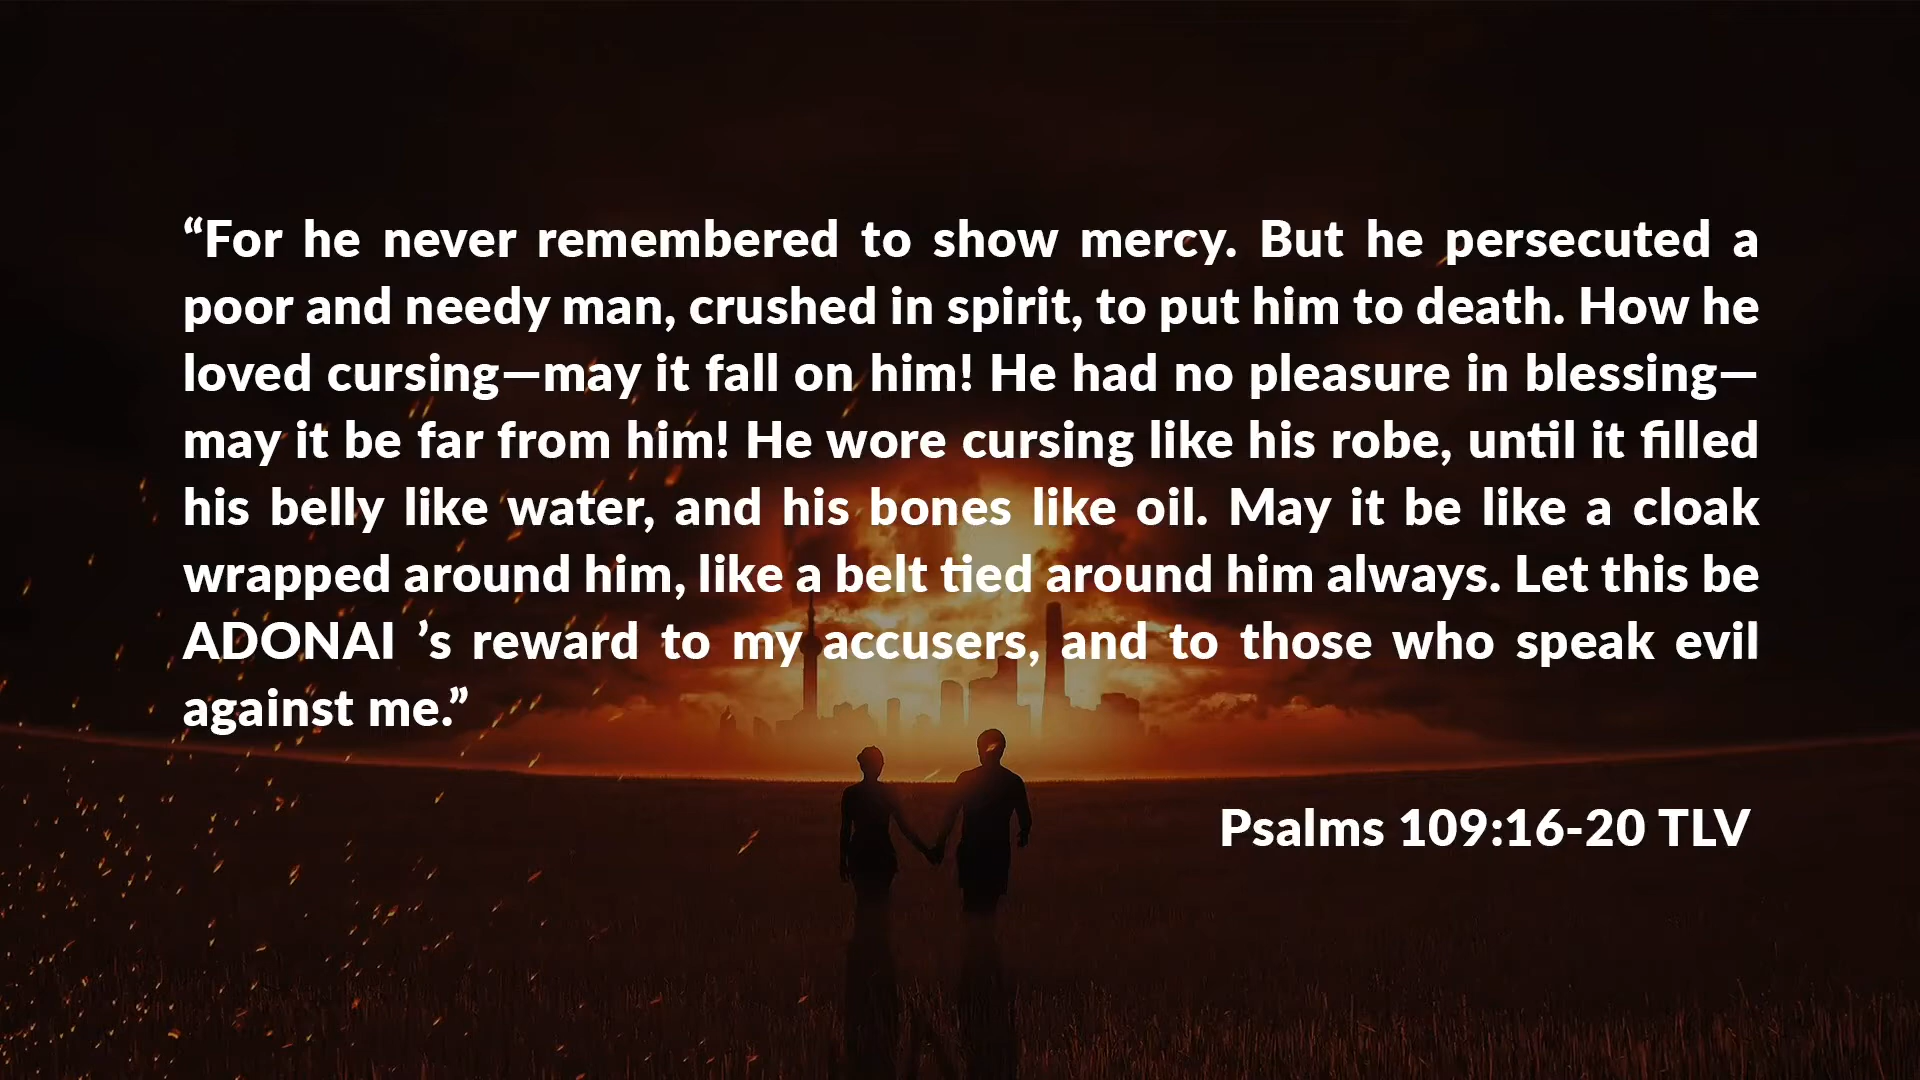 “For he never remembered to show mercy. But he persecuted a
poor and needy man, crushed in spirit, to put him to death. How he
loved cursing—may it fall on him! He had no pleasure in blessing—
may it be far from him! He wore cursing like his robe, until it filled
his belly like water, and his bones like oil. May it be like a cloak
wrapped around him, like a belt tied around him always. Let this be
ADONAI ’s reward to my accusers, and to those who speak evil
against me.”
Psalms 109:16-20 TLV